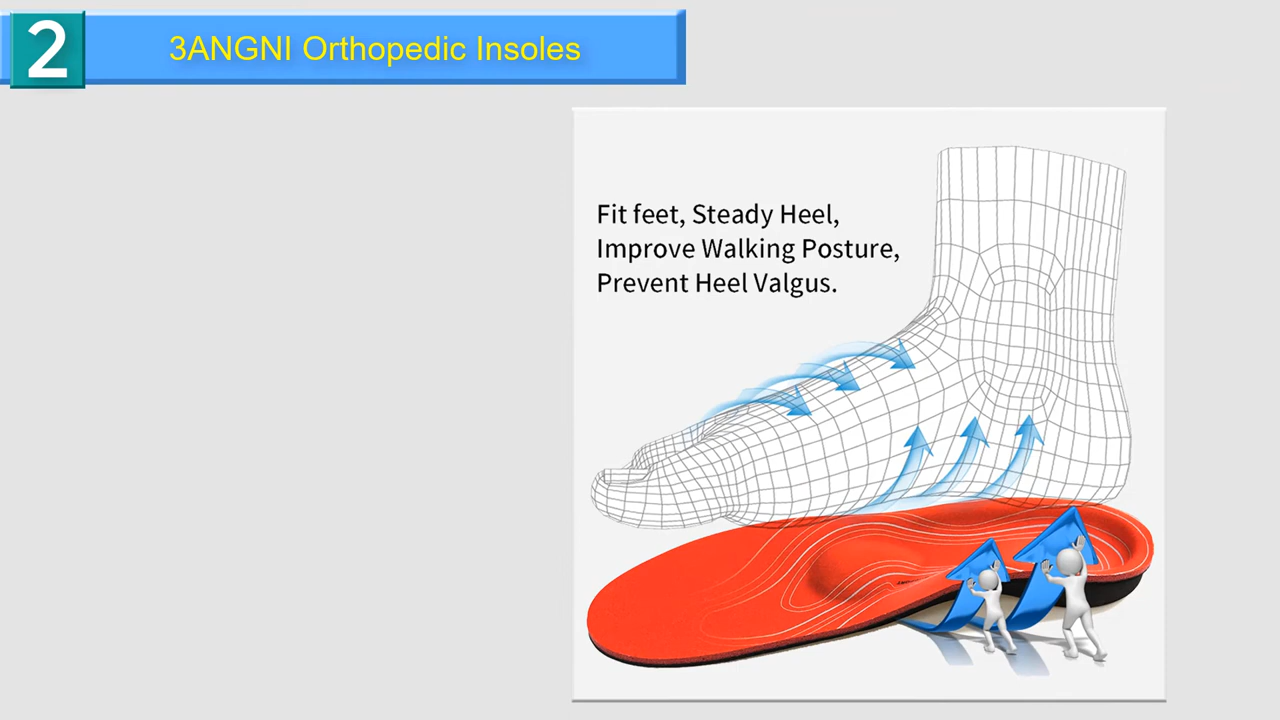 2
3ANGNI Orthopedic Insoles
Fit feet, Steady Heel,
Improve Walking Posture,
Prevent Heel Valgus.